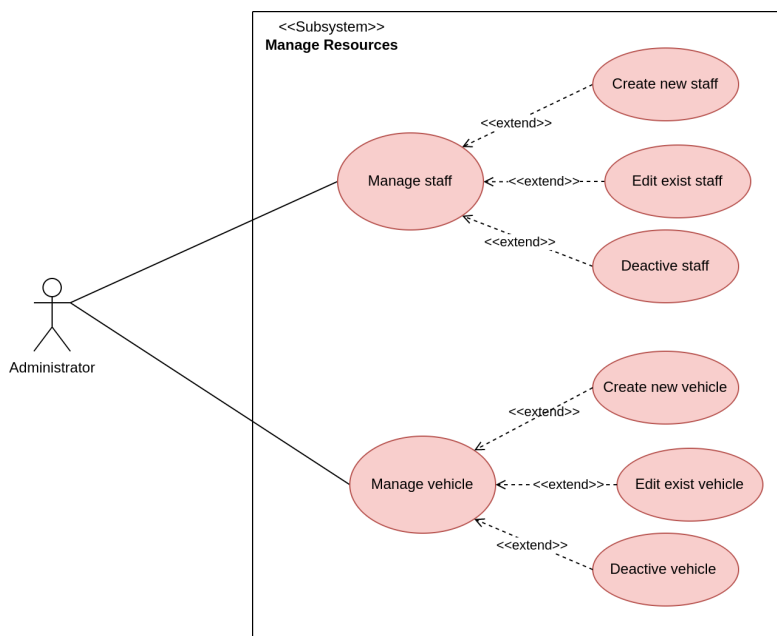 <<Subsystem>>
Manage Resources
Create new staff
<<extend>>
Manage staff
<<extend>>
Edit exist staff
<<extend>>
Deactive staff
Administrator
Create new vehicle
<<extend>>
Manage vehicle
<<extend>>
Edit exist vehicle
<<extend>>
Deactive vehicle